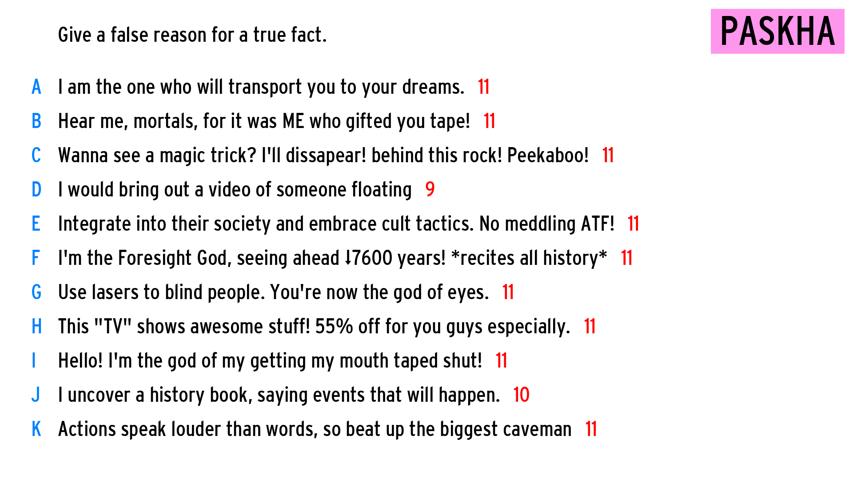 Give a false reason for a true fact.
PASKHA
A I am the one who will transport you to your dreams. 11
B Hear me, mortals, for it was ME who gifted you tape! 11
C Wanna see a magic trick? I'll dissapear! behind this rock! Peekaboo! 11
D I would bring out a video of someone floating 9
E Integrate into their society and embrace cult tactics. No meddling ATF! 11
F I'm the Foresight God, seeing ahead ↓7600 years! *recites all history* 11
G Use lasers to blind people. You're now the god of eyes. 11
H This "TV" shows awesome stuff! 55% off for you guys especially. 11
I Hello! I'm the god of my getting my mouth taped shut! 11
J I uncover a history book, saying events that will happen. 10
K Actions speak louder than words, so beat up the biggest caveman 11